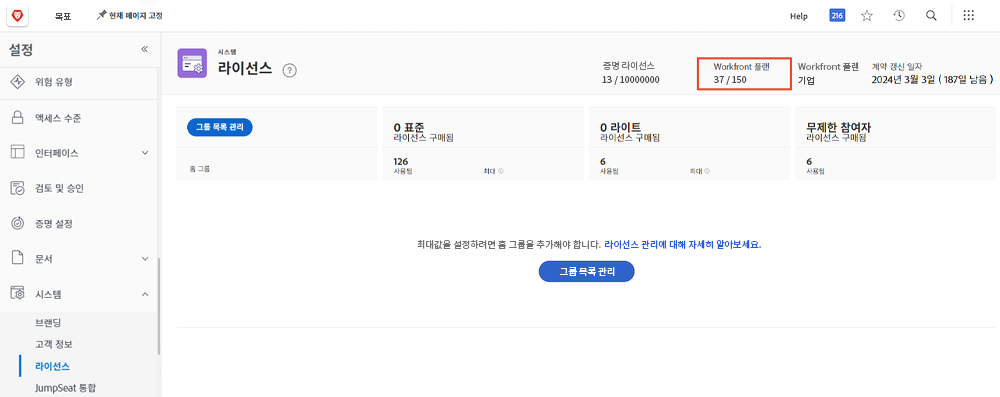 목표
현재 페이지 고정
Help
216
설정
위험 유형
액세스 수준
인터페이스
검토 및 승인
증명 설정
문서
시스템
브랜딩
고객 정보
라이선스
JumpSeat 통합
시스템
라이선스
증명 라이선스
13 / 10000000
Workfront 플랜
37 / 150
Workfront 플랜
기업
계약 갱신 일자
2024년 3월 3일 ( 187일 남음 )
그룹 목록 관리
홈 그룹
0 표준
라이선스 구매됨
126
사용됨
최대
0 라이트
라이선스 구매됨
6
사용됨
최대
무제한 참여자
라이선스 구매됨
6
사용됨
최대값을 설정하려면 홈 그룹을 추가해야 합니다. 라이선스 관리에 대해 자세히 알아보세요.
그룹 목록 관리